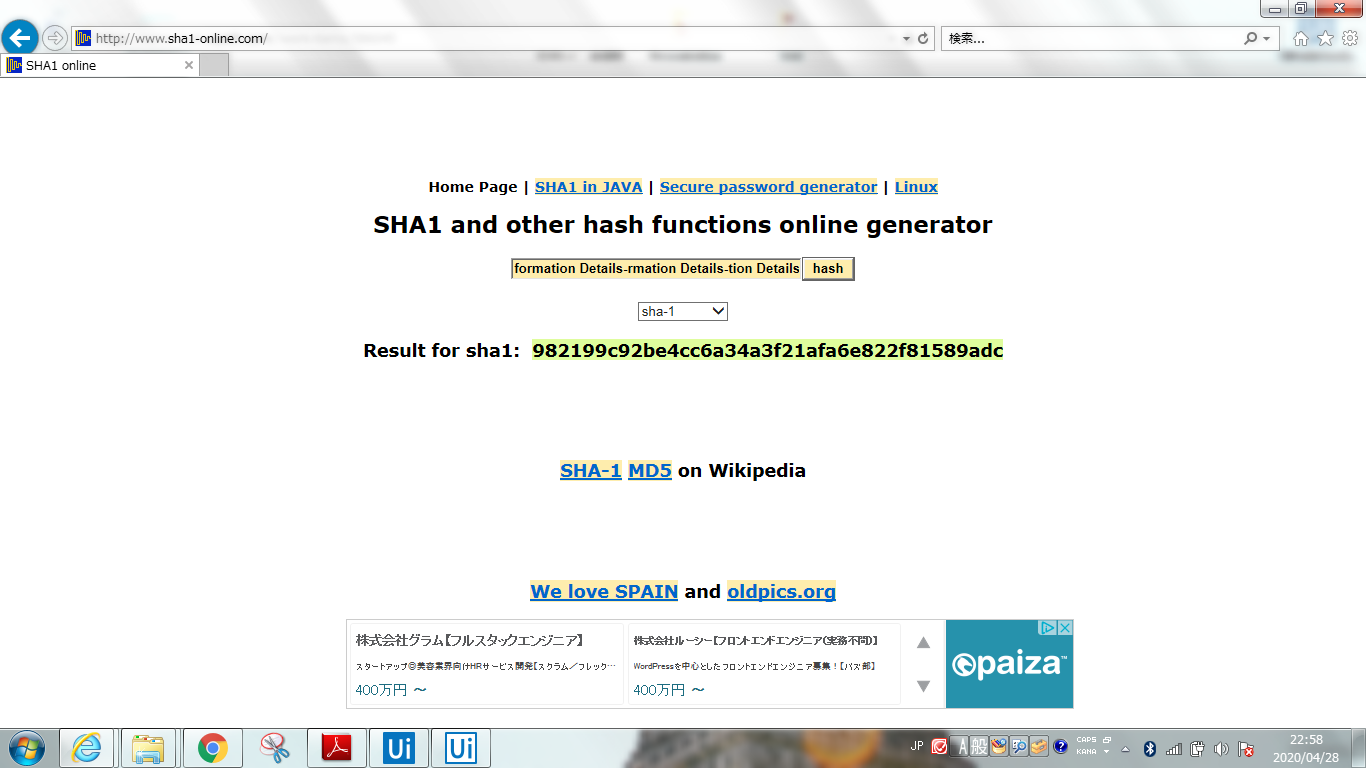 http://www.sha1-online.com/
検索...
SHA1 online
Home Page | SHA1 in JAVA | Secure password generator | Linux
SHA1 and other hash functions online generator
formation Details-rmation Details-tion Details hash
sha-1
Result for sha1: 982199c92be4cc6a34a3f21afa6e822f81589adc
SHA-1 MD5 on Wikipedia
We love SPAIN and oldpics.org
株式会社グラム【フルスタックエンジニア】
スタートアップ◎美容業界向けHRサービス開発【スクラム／フレック…
400万円 ～
株式会社ルーシー【フロントエンドエンジニア(実務不問)】
WordPressを中心としたフロントエンドエンジニア募集！【バズ部】
400万円 ～
paiza™
Ui
Ui
JP
A 般
CAPS
KANA
22:58
2020/04/28